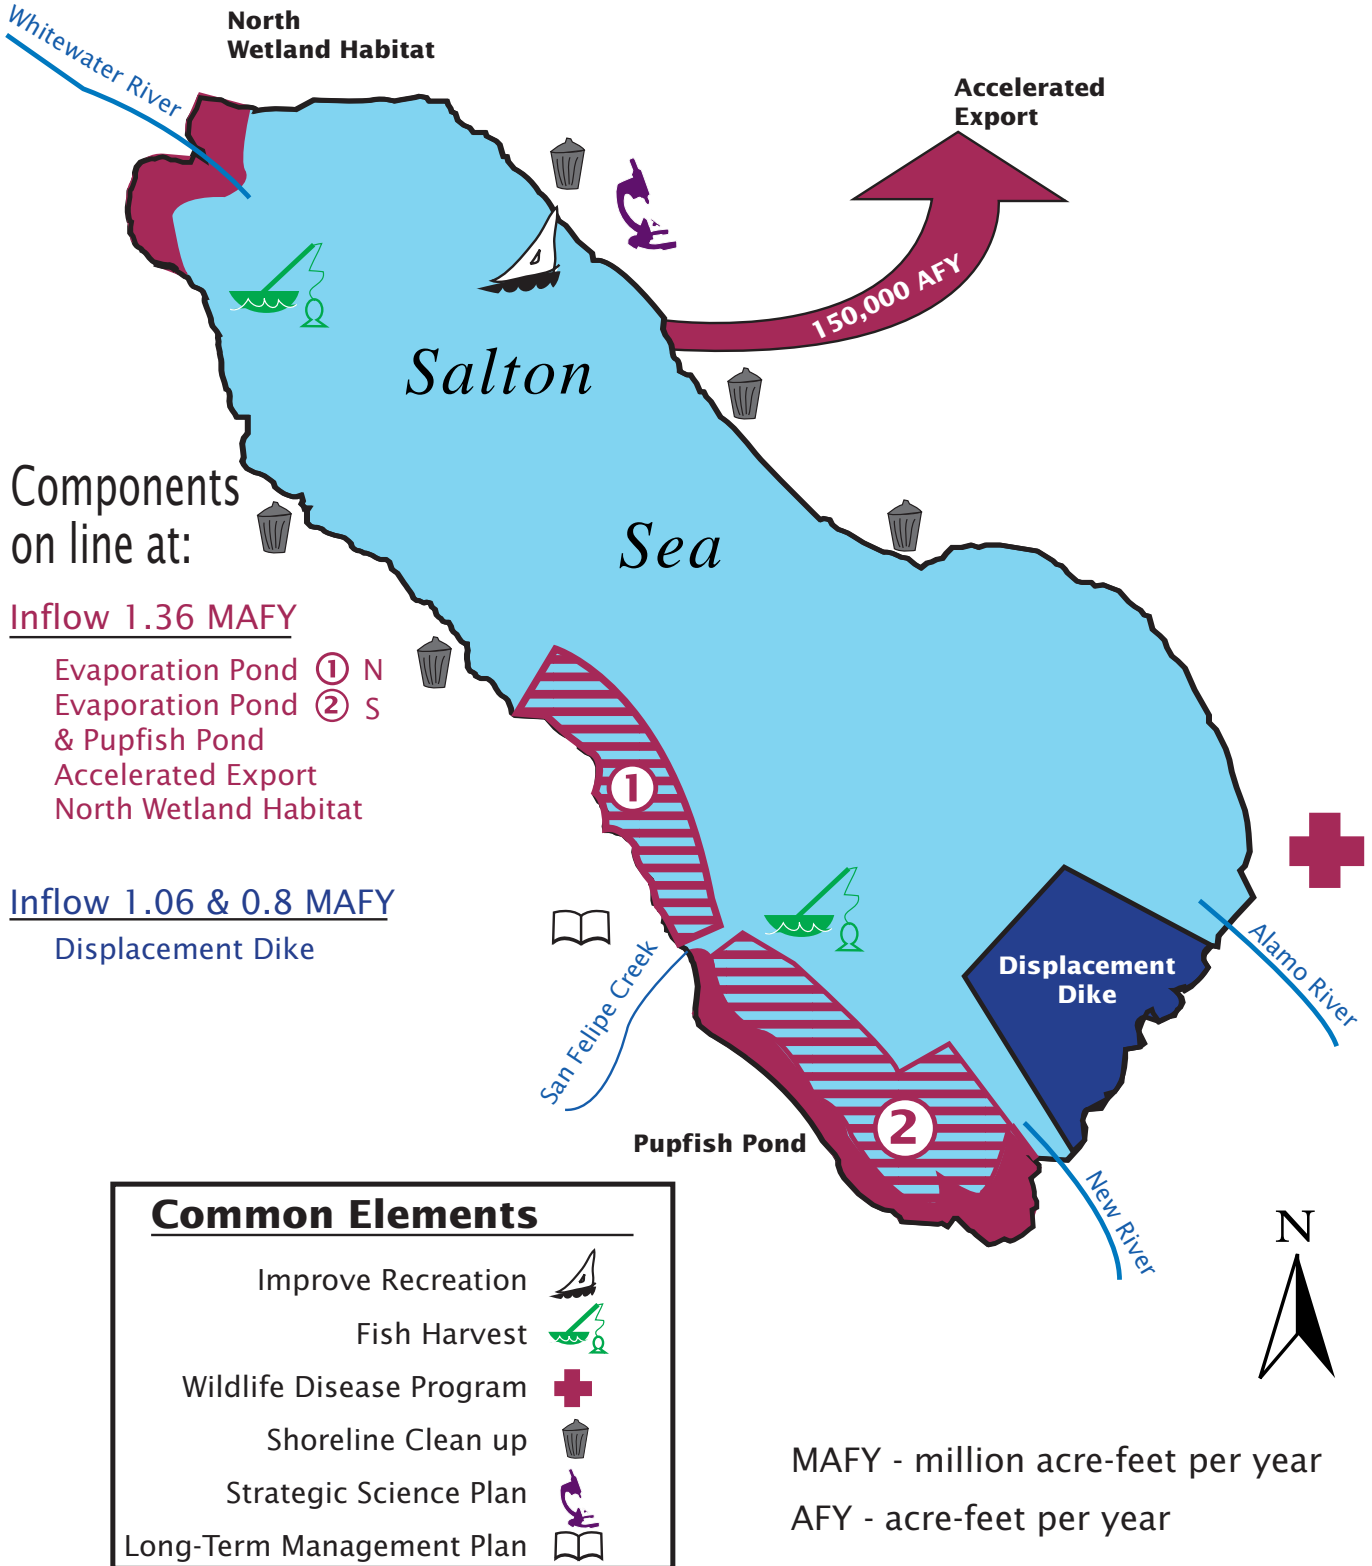 Whitewater River
North
Wetland Habitat
Accelerated
Export
150,000 AFY
Salton
Sea
Components
on line at:
Inflow 1.36 MAFY
Evaporation Pond 1 N
Evaporation Pond 2 S
& Pupfish Pond
Accelerated Export
North Wetland Habitat
Inflow 1.06 & 0.8 MAFY
Displacement Dike
1
San Felipe Creek
Displacement
Dike
Alamo River
2
Pupfish Pond
New River
Common Elements
Improve Recreation
Fish Harvest
Wildlife Disease Program
Shoreline Clean up
Strategic Science Plan
Long-Term Management Plan
N
MAFY - million acre-feet per year
AFY - acre-feet per year